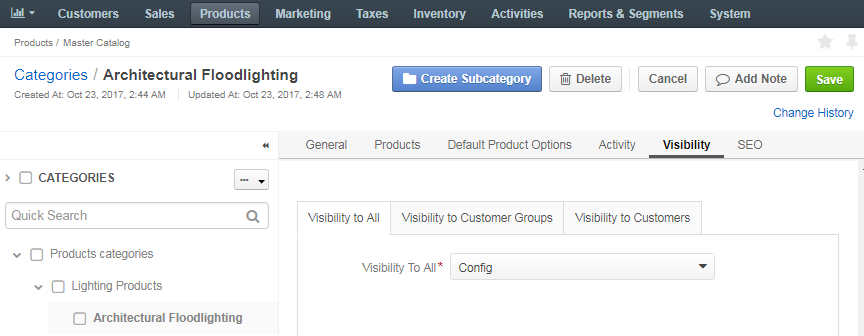 Customers Sales Products Marketing Taxes Inventory Activities Reports & Segments System
Products / Master Catalog
Categories / Architectural Floodlighting
Created At: Oct 23, 2017, 2:44 AM Updated At: Oct 23, 2017, 2:48 AM
Create Subcategory Delete Cancel Add Note Save
Change History
General Products Default Product Options Activity Visibility SEO
CATEGORIES
Quick Search
Products categories
Lighting Products
Architectural Floodlighting
Visibility to All Visibility to Customer Groups Visibility to Customers
Visibility To All* Config